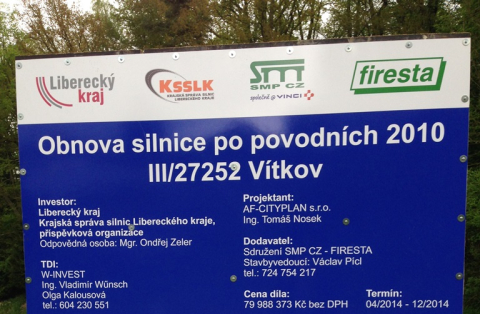 Liberecký
kraj
KSSLK
KRAJSKÁ SPRÁVA SILNIC
LIBERECKÉHO KRAJE
SMT
SMP CZ
společně @ VINCI
firesta
Obnova silnice po povodních 2010
III/27252 Vítkov
Investor:
Liberecký kraj
Krajská správa silnic Libereckého kraje,
příspěvková organizace
Odpovědná osoba: Mgr. Ondřej Zeler
TDI:
W-INVEST
Ing. Vladimír Wünsch
Olga Kalousová
tel.: 604 230 551
Projektant:
AF-CITYPLAN s.r.o.
Ing. Tomáš Nosek
Dodavatel:
Sdružení SMP CZ - FIRESTA
Stavbyvedoucí: Václav Pícl
tel.: 724 754 217
Cena díla:
79 988 373 Kč bez DPH
Termín:
04/2014 - 12/2014